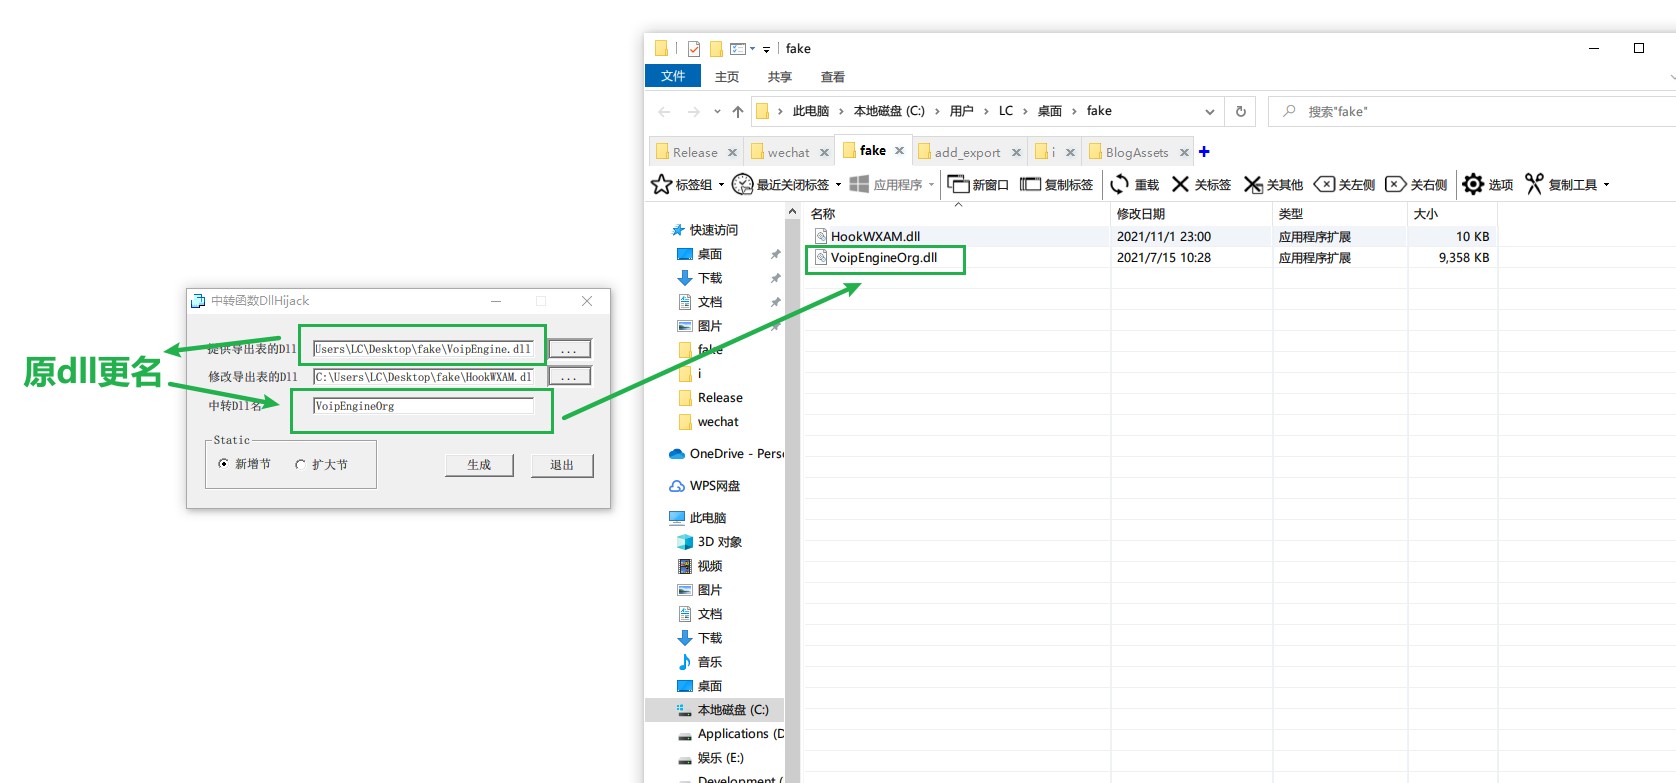 原dll更名
中转函数DllHijack
提供导出表的Dll
Users\LC\Desktop\fake\VoipEngine.dll
...
修改导出表的Dll
C:\Users\LC\Desktop\fake\HookWXAM.dl
...
中转Dll名
VoipEngineOrg
Static
新增节
扩大节
生成
退出
fake
文件
主页
共享
查看
此电脑 › 本地磁盘 (C:) › 用户 › LC › 桌面 › fake
搜索"fake"
Release
wechat
fake
add_export
i
BlogAssets
标签组
最近关闭标签
应用程序
新窗口
复制标签
重载
关标签
关其他
关左侧
关右侧
选项
复制工具
快速访问
桌面
下载
文档
图片
fake
i
Release
wechat
OneDrive - Pers
WPS网盘
此电脑
3D 对象
视频
图片
文档
下载
音乐
桌面
本地磁盘 (C:)
Applications (D
娱乐 (E:)
Development (
名称 修改日期 类型 大小
HookWXAM.dll 2021/11/1 23:00 应用程序扩展 10 KB
VoipEngineOrg.dll 2021/7/15 10:28 应用程序扩展 9,358 KB